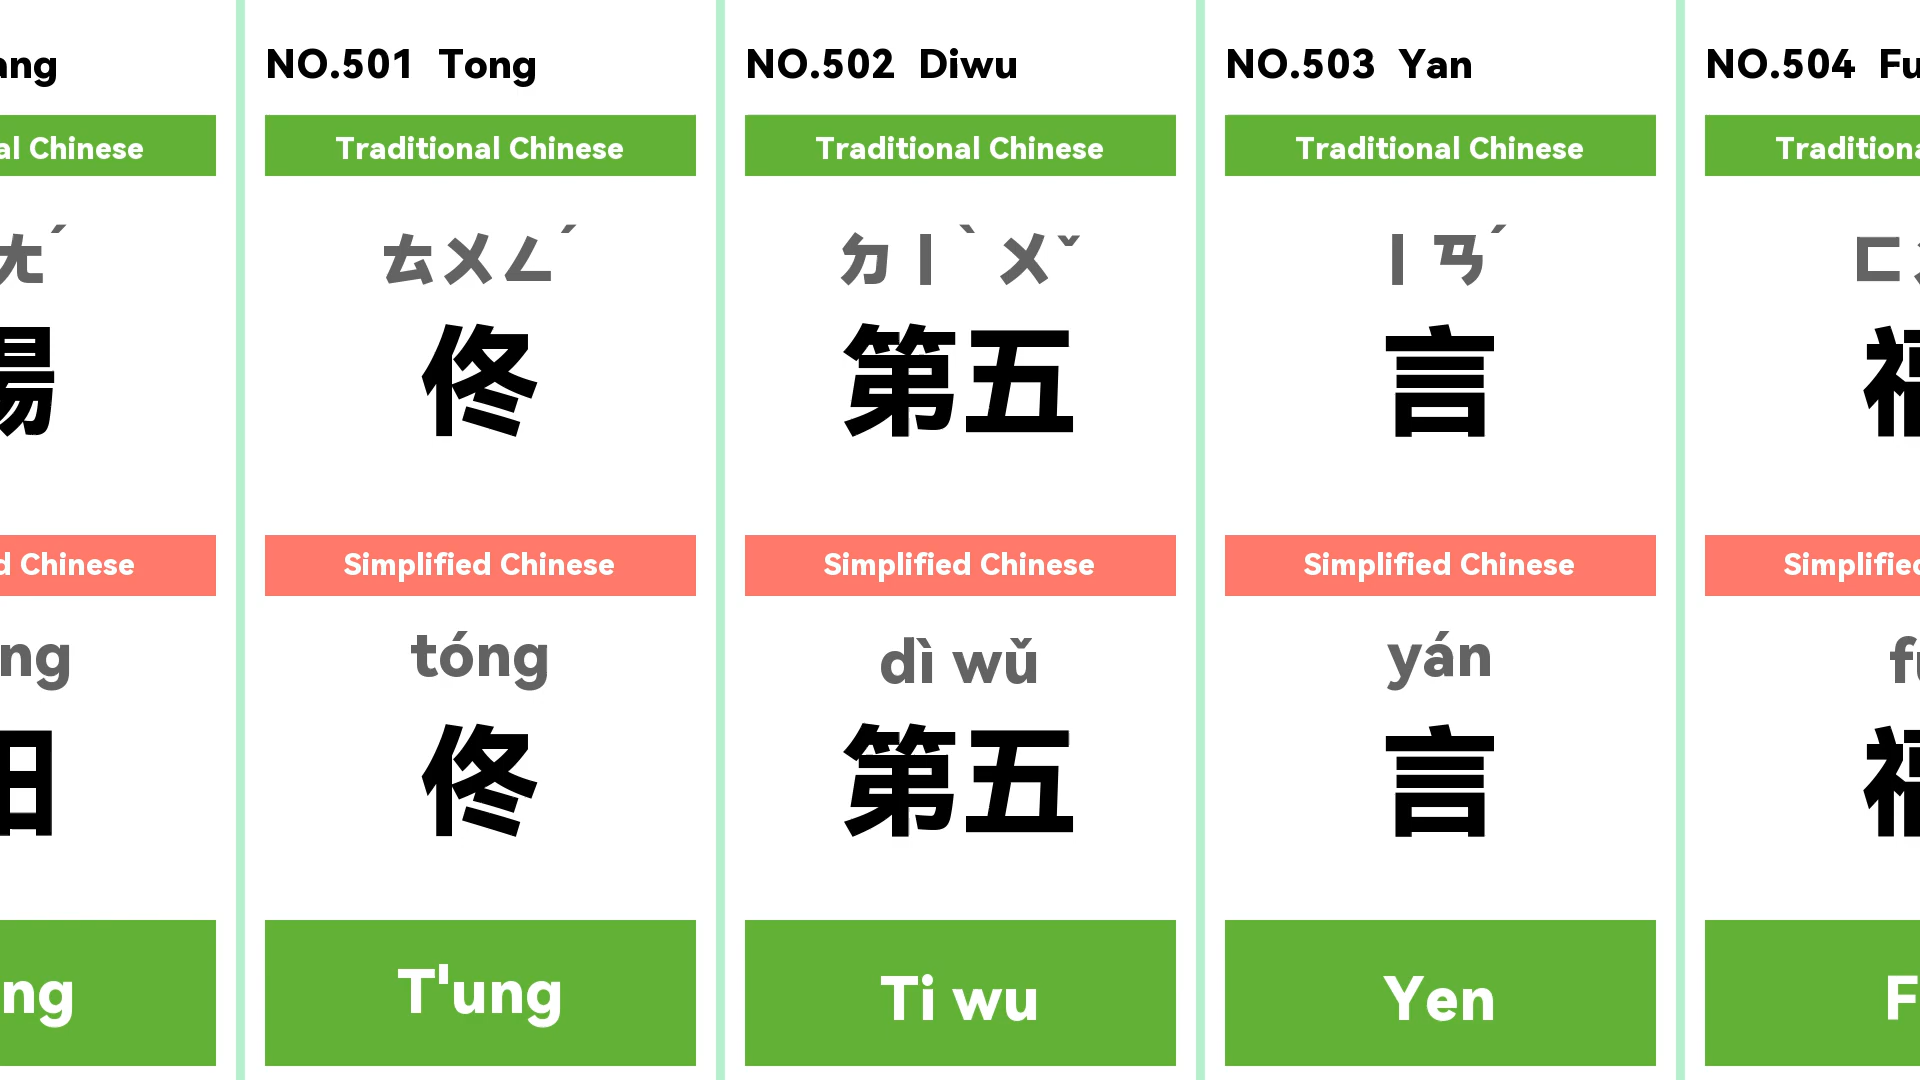 NO.501 Tong
Traditional Chinese
ㄊㄨㄥˊ
佟
Simplified Chinese
tóng
佟
T'ung
NO.502 Diwu
Traditional Chinese
ㄉㄧˋ ㄨˇ
第五
Simplified Chinese
dì wǔ
第五
Ti wu
NO.503 Yan
Traditional Chinese
ㄧㄢˊ
言
Simplified Chinese
yán
言
Yen
NO.504